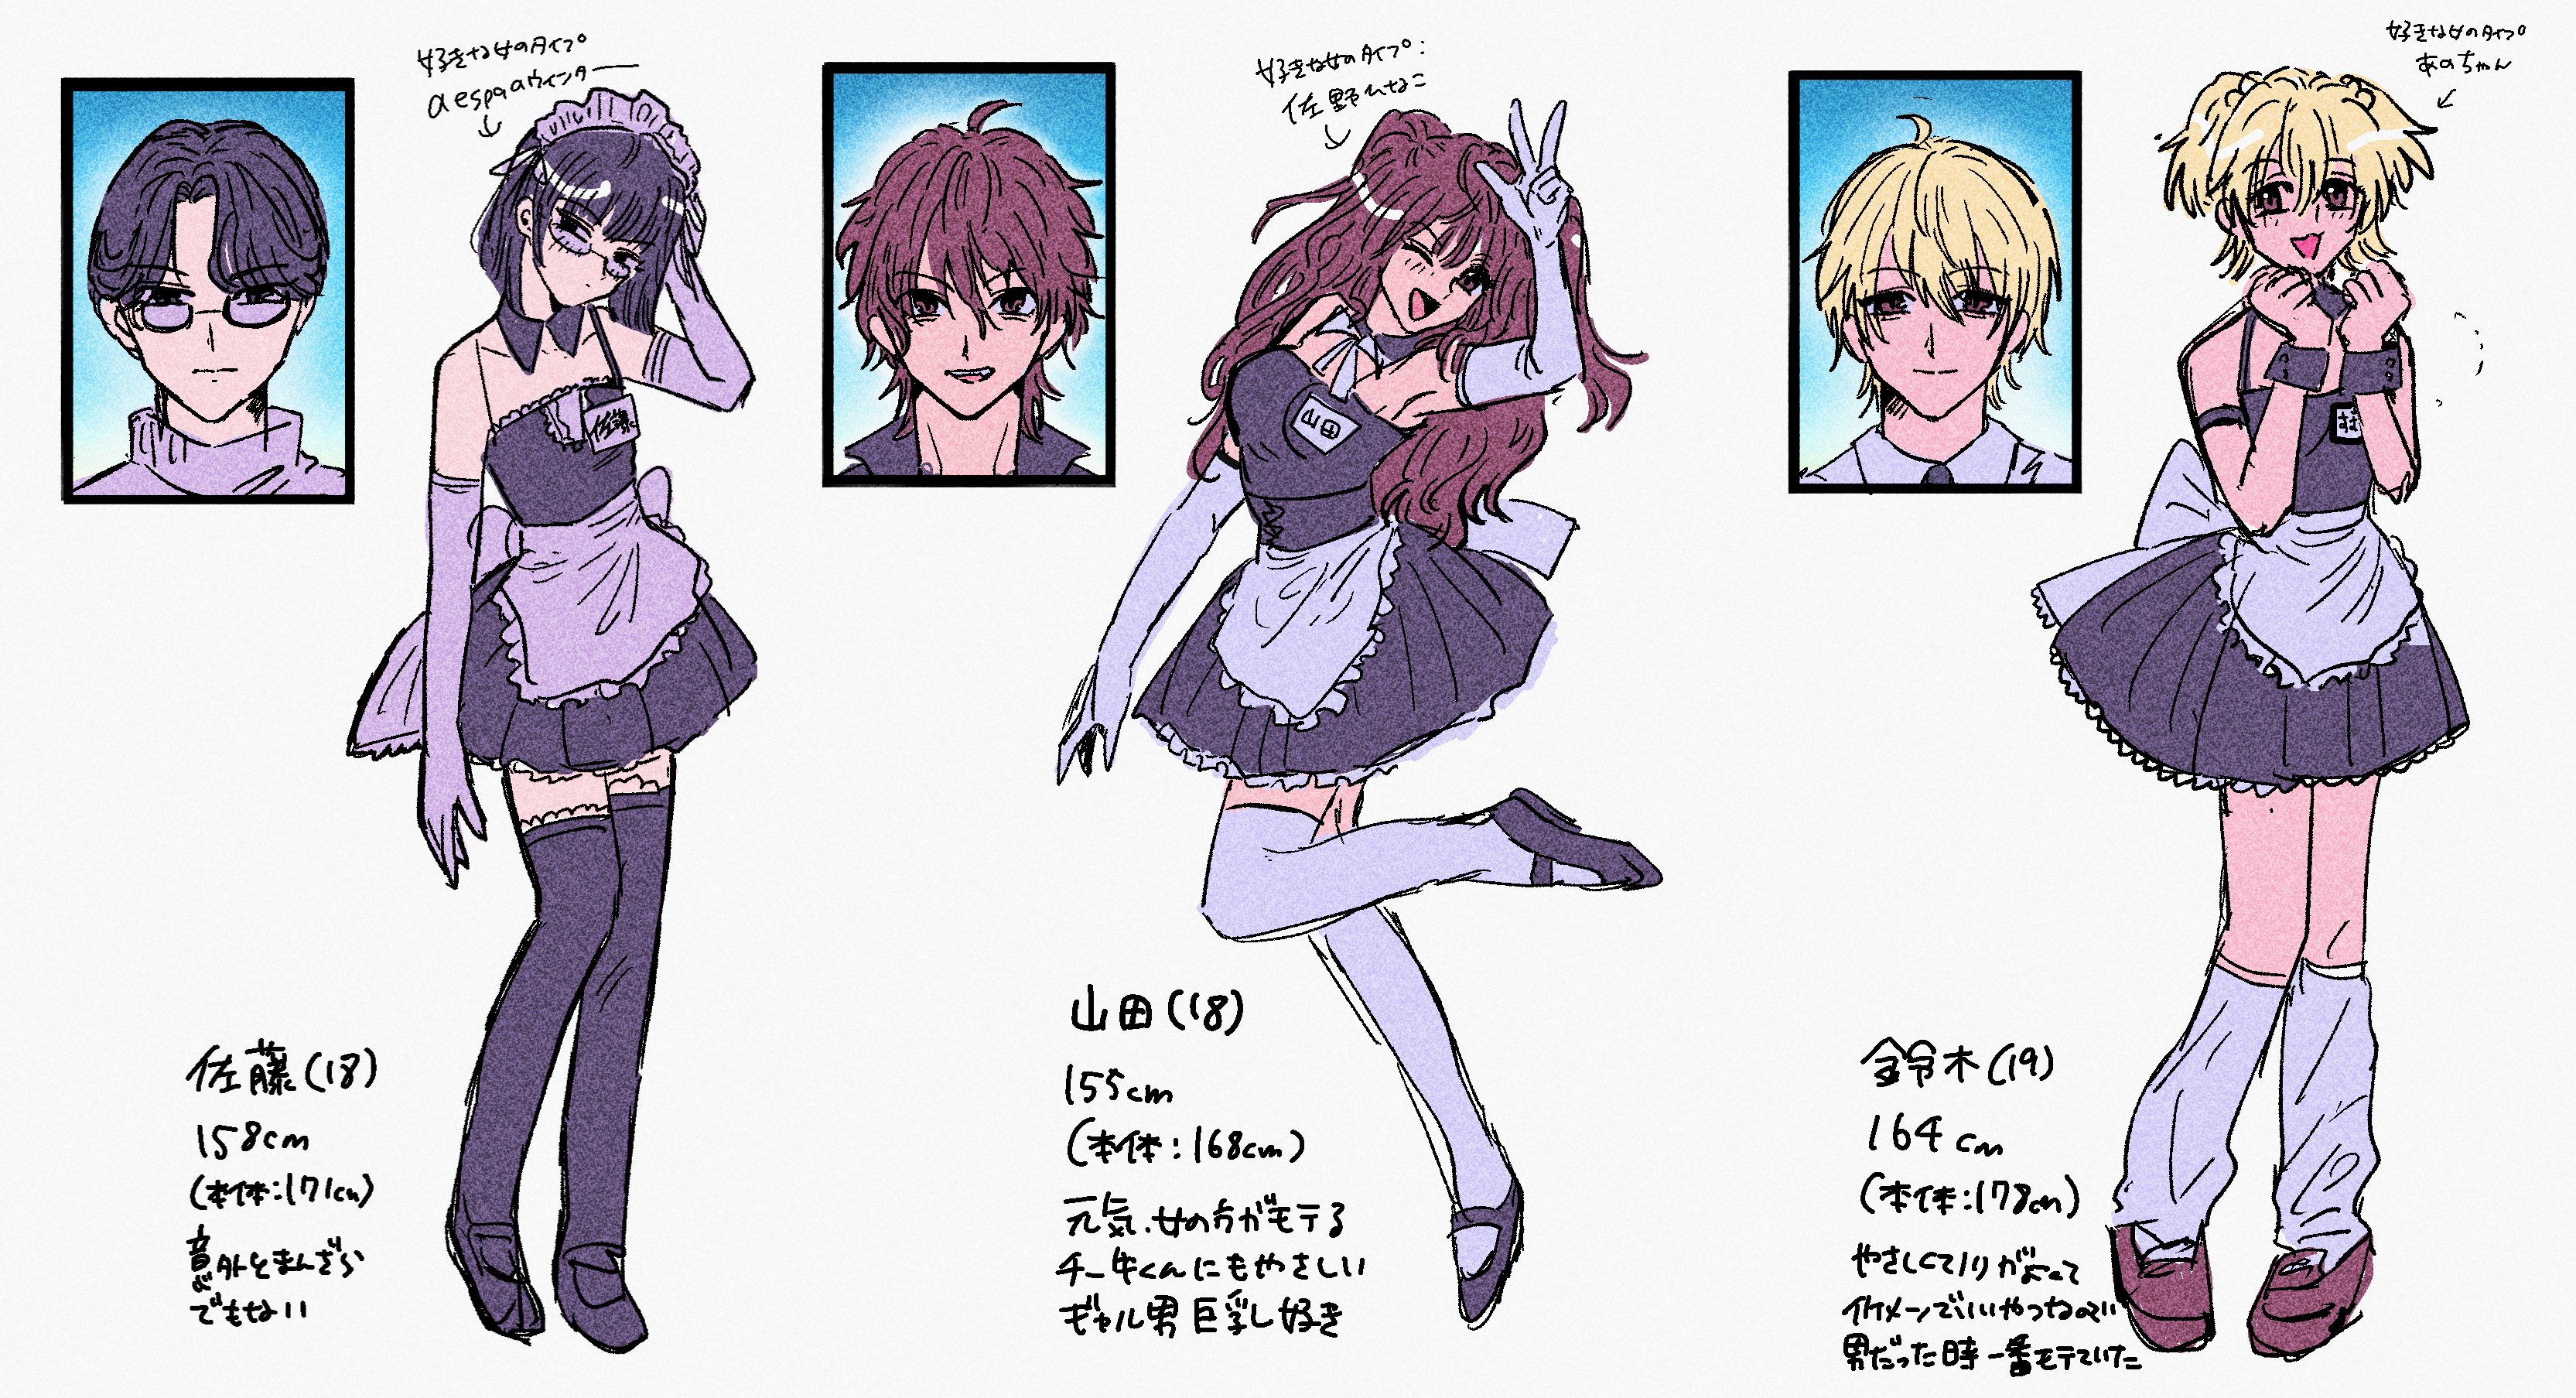 好きな女のタイプ
aespaウィンター
佐藤
佐藤(18)
158cm
(本体:171cm)
意外とまんざら
でもない
好きな女のタイプ:
佐野ひなこ
山田
山田(18)
155cm
(本体:168cm)
元気.女の方がモテる
チー牛くんにもやさしい
ギャル男 巨乳し好き
好きな女のタイプ
あのちゃん
鈴木(19)
164cm
(本体:178cm)
やさしくてノリがよくて
イケメンでいいやつなのに
男だった時一番モテていた